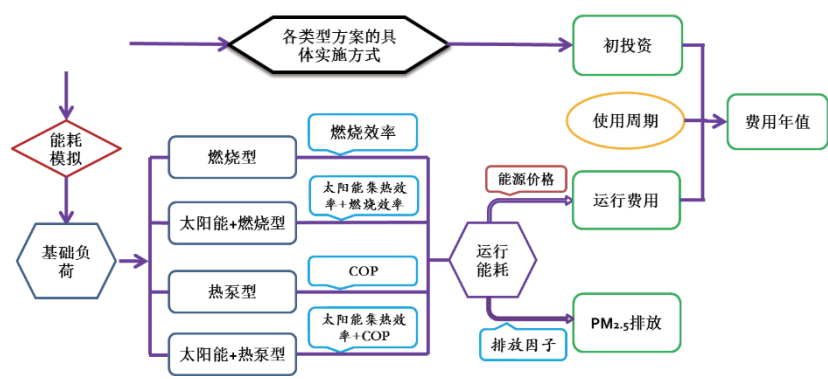 各类型方案的具
体实施方式
初投资
使用周期
费用年值
能耗
模拟
燃烧效率
燃烧型
太阳能集热效
率+燃烧效率
太阳能+燃烧型
能源价格
运行费用
基础负
荷
运行
能耗
COP
热泵型
太阳能集热效
率+COP
太阳能+热泵型
排放因子
PM2.5排放